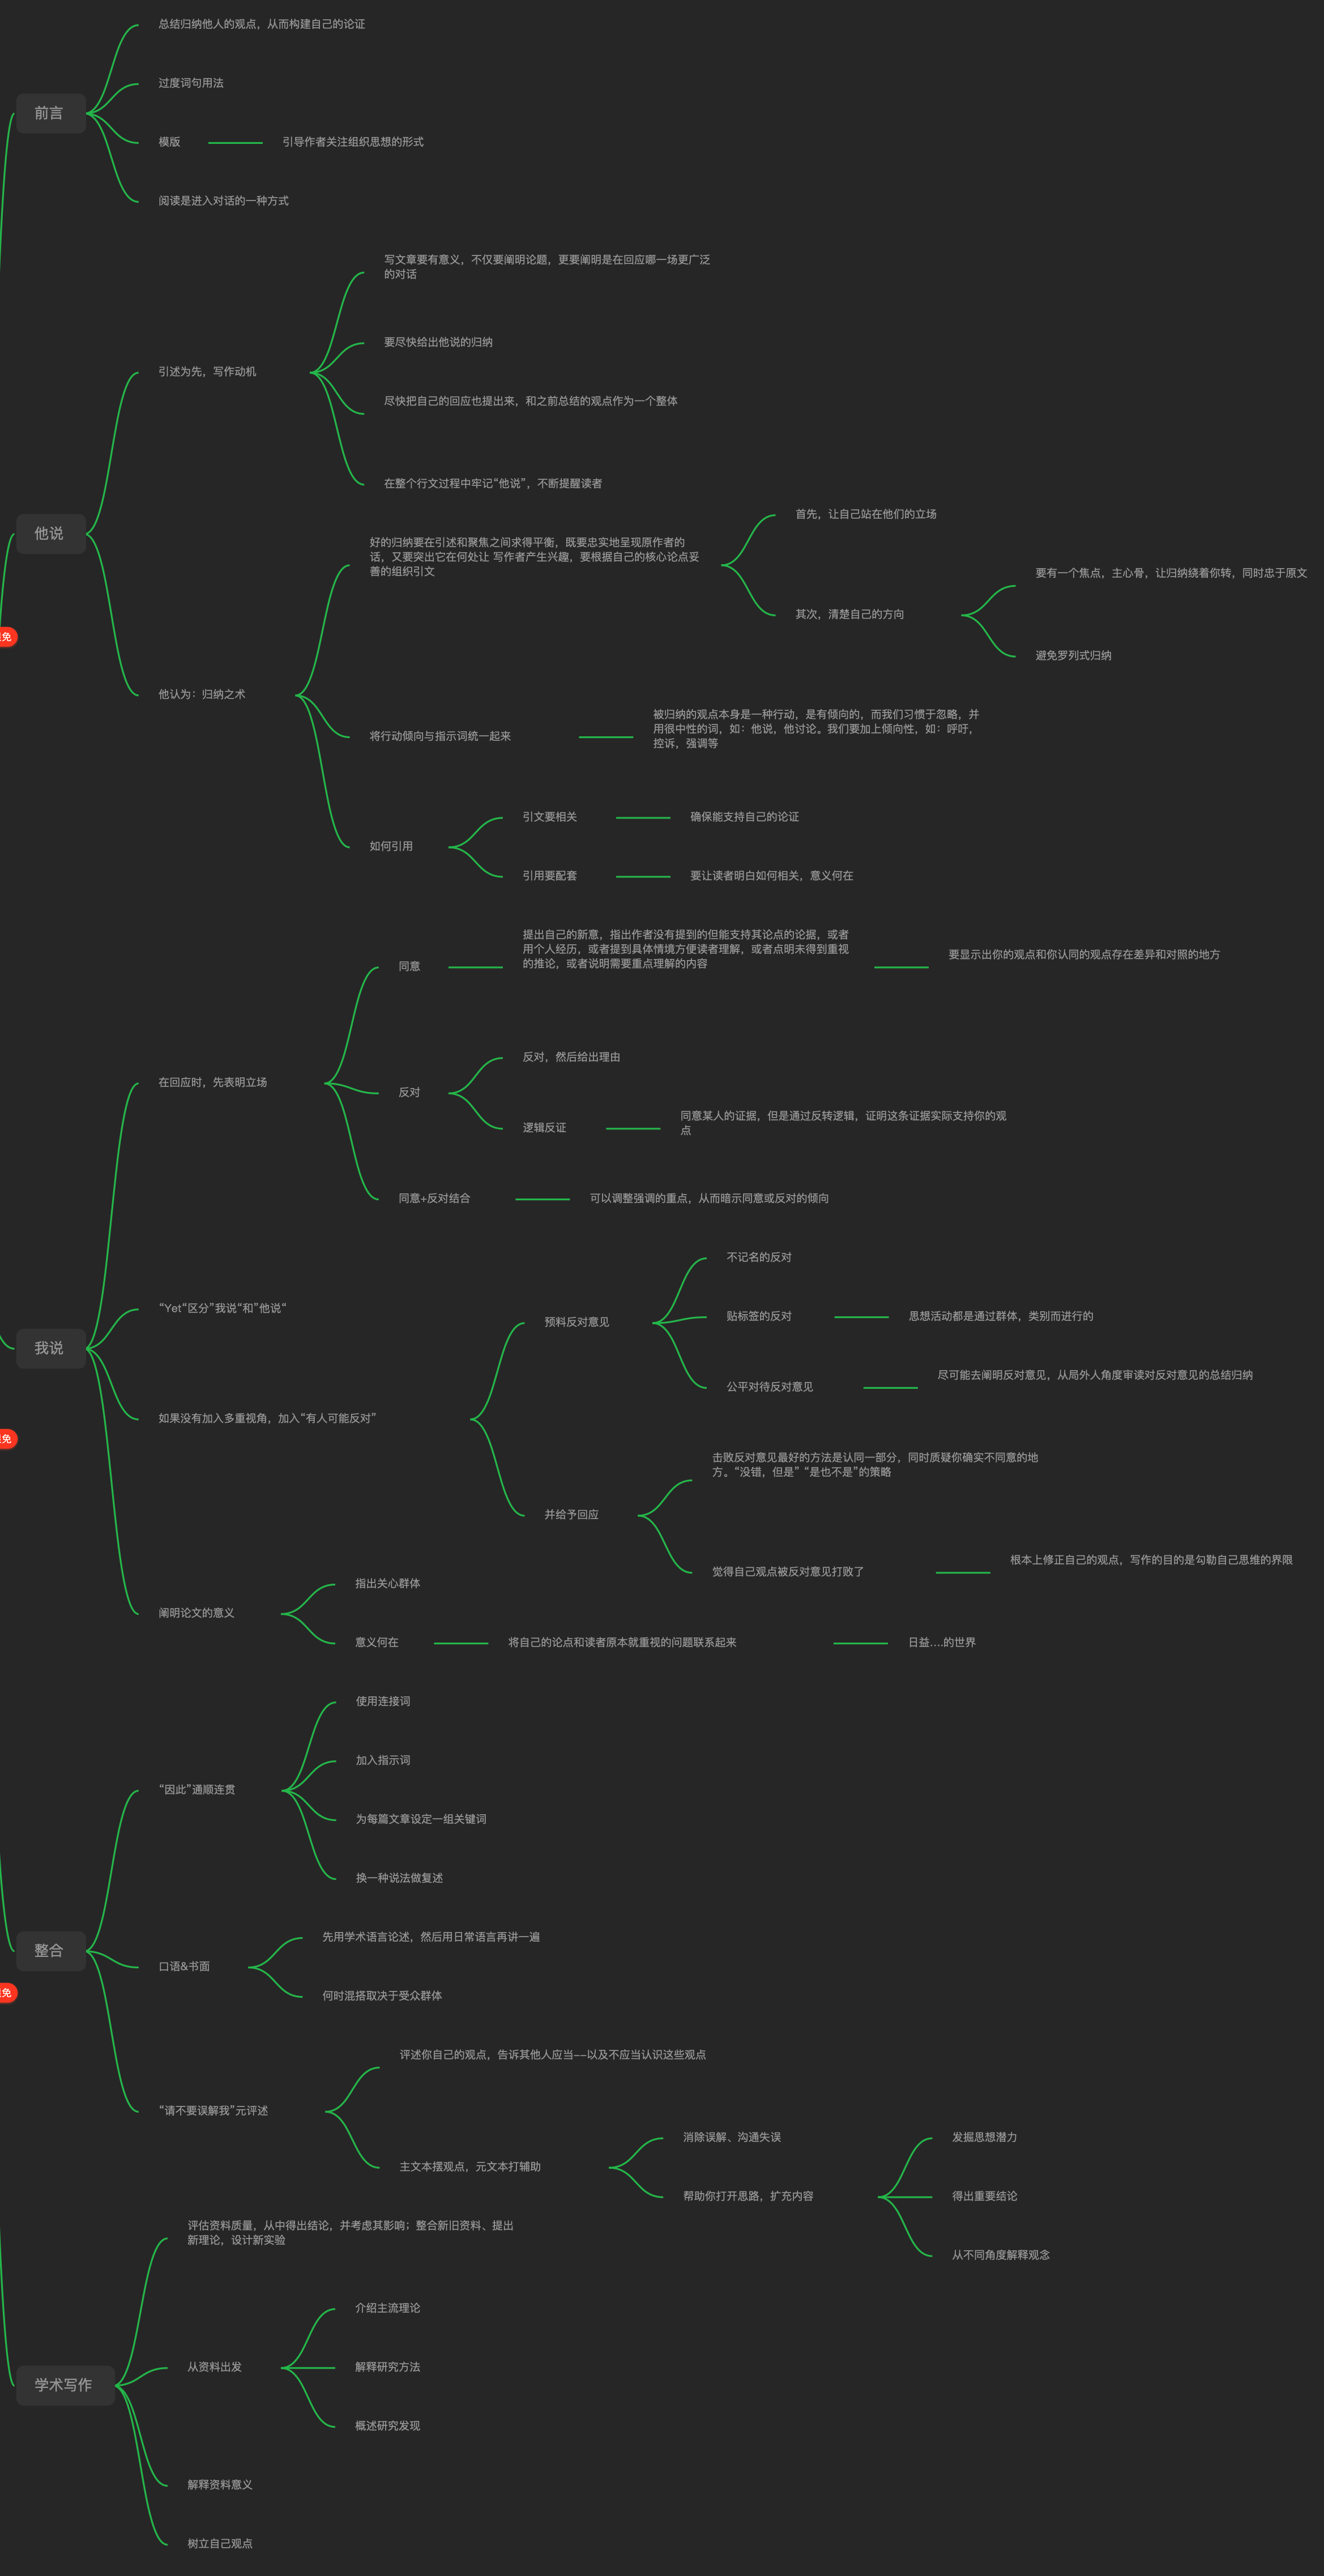 总结归纳他人的观点，从而构建自己的论证
过度词句用法
前言
模版
引导作者关注组织思想的形式
阅读是进入对话的一种方式
写文章要有意义，不仅要阐明论题，更要阐明是在回应哪一场更广泛
的对话
要尽快给出他说的归纳
引述为先，写作动机
尽快把自己的回应也提出来，和之前总结的观点作为一个整体
在整个行文过程中牢记“他说”，不断提醒读者
他说
首先，让自己站在他们的立场
好的归纳要在引述和聚焦之间求得平衡，既要忠实地呈现原作者的
话，又要突出它在何处让 写作者产生兴趣，要根据自己的核心论点妥
善的组织引文
要有一个焦点，主心骨，让归纳绕着你转，同时忠于原文
其次，清楚自己的方向
避免罗列式归纳
他认为：归纳之术
将行动倾向与指示词统一起来
被归纳的观点本身是一种行动，是有倾向的，而我们习惯于忽略，并
用很中性的词，如：他说，他讨论。我们要加上倾向性，如：呼吁，
控诉，强调等
引文要相关
确保能支持自己的论证
如何引用
引用要配套
要让读者明白如何相关，意义何在
提出自己的新意，指出作者没有提到的但能支持其论点的论据，或者
用个人经历，或者提到具体情境方便读者理解，或者点明未得到重视
的推论，或者说明需要重点理解的内容
同意
要显示出你的观点和你认同的观点存在差异和对照的地方
反对，然后给出理由
在回应时，先表明立场
反对
逻辑反证
同意某人的证据，但是通过反转逻辑，证明这条证据实际支持你的观
点
同意+反对结合
可以调整强调的重点，从而暗示同意或反对的倾向
不记名的反对
“Yet“区分”我说“和”他说“
预料反对意见
贴标签的反对
思想活动都是通过群体，类别而进行的
我说
公平对待反对意见
尽可能去阐明反对意见，从局外人角度审读对反对意见的总结归纳
如果没有加入多重视角，加入“有人可能反对”
免
击败反对意见最好的方法是认同一部分，同时质疑你确实不同意的地
方。“没错，但是” “是也不是”的策略
并给予回应
觉得自己观点被反对意见打败了
根本上修正自己的观点，写作的目的是勾勒自己思维的界限
指出关心群体
阐明论文的意义
意义何在
将自己的论点和读者原本就重视的问题联系起来
日益....的世界
使用连接词
加入指示词
“因此”通顺连贯
为每篇文章设定一组关键词
换一种说法做复述
先用学术语言论述，然后用日常语言再讲一遍
整合
口语&书面
何时混搭取决于受众群体
免
评述你自己的观点，告诉其他人应当——以及不应当认识这些观点
“请不要误解我”元评述
消除误解、沟通失误
发掘思想潜力
主文本摆观点，元文本打辅助
帮助你打开思路，扩充内容
得出重要结论
从不同角度解释观念
评估资料质量，从中得出结论，并考虑其影响；整合新旧资料、提出
新理论，设计新实验
介绍主流理论
从资料出发
解释研究方法
学术写作
概述研究发现
解释资料意义
树立自己观点
免